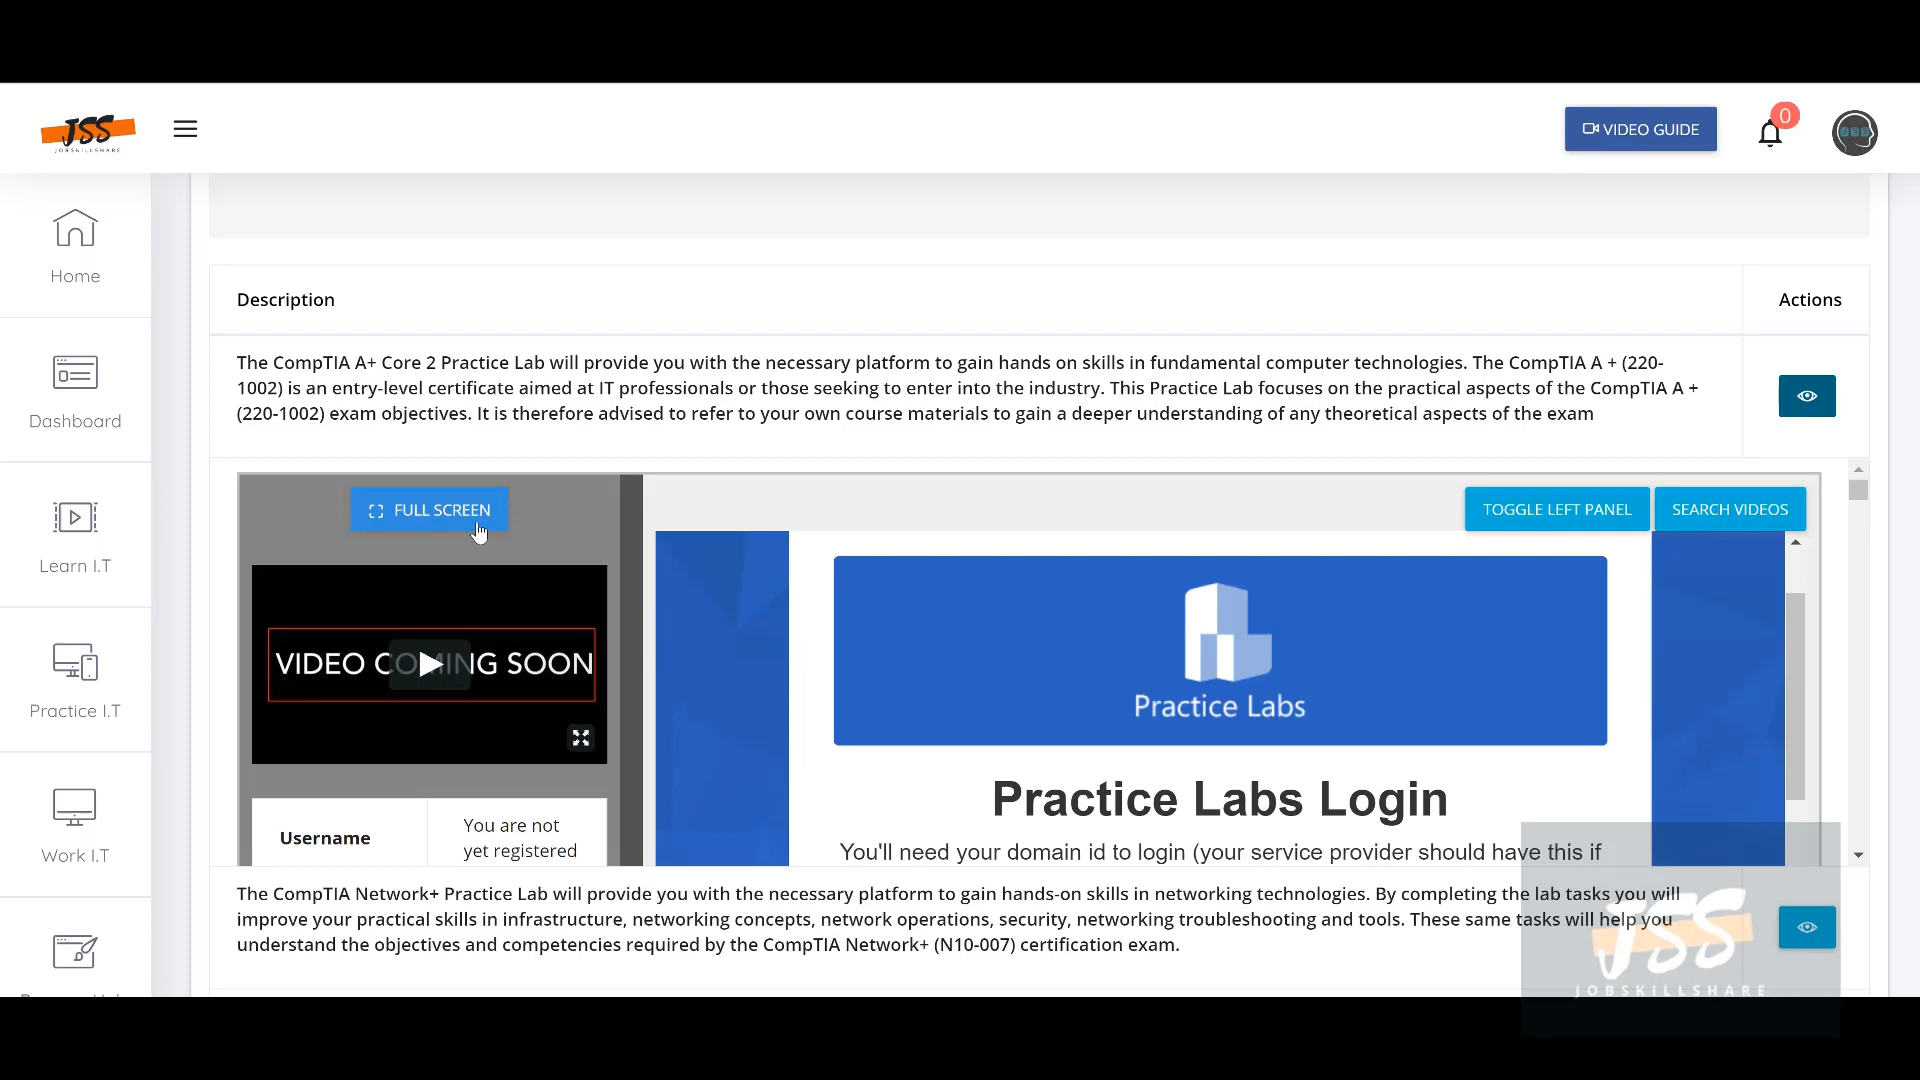 JSS
JOBSKILLSHARE
VIDEO GUIDE
0
Home
Dashboard
Learn I.T
Practice I.T
Work I.T
Description
Actions
The CompTIA A+ Core 2 Practice Lab will provide you with the necessary platform to gain hands on skills in fundamental computer technologies. The CompTIA A + (220-
1002) is an entry-level certificate aimed at IT professionals or those seeking to enter into the industry. This Practice Lab focuses on the practical aspects of the CompTIA A +
(220-1002) exam objectives. It is therefore advised to refer to your own course materials to gain a deeper understanding of any theoretical aspects of the exam
FULL SCREEN
TOGGLE LEFT PANEL
SEARCH VIDEOS
VIDEO COMING SOON
Username
You are not
yet registered
Practice Labs
Practice Labs Login
You'll need your domain id to login (your service provider should have this if
The CompTIA Network+ Practice Lab will provide you with the necessary platform to gain hands-on skills in networking technologies. By completing the lab tasks you will
improve your practical skills in infrastructure, networking concepts, network operations, security, networking troubleshooting and tools. These same tasks will help you
understand the objectives and competencies required by the CompTIA Network+ (N10-007) certification exam.
JSS
JOBSKILLSHARE